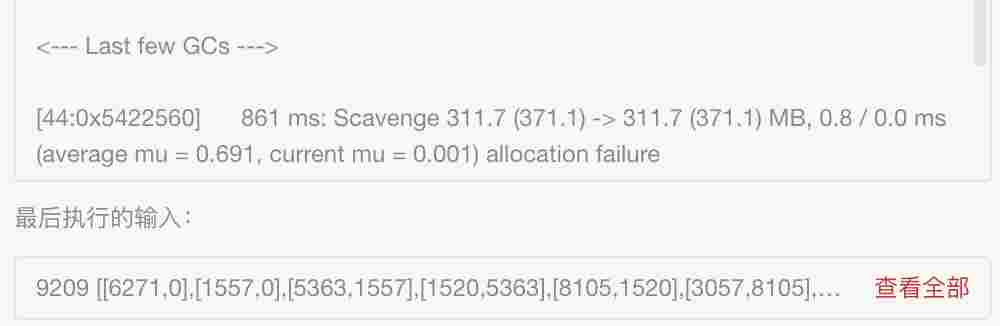 <--- Last few GCs --->
[44:0x5422560] 861 ms: Scavenge 311.7 (371.1) -> 311.7 (371.1) MB, 0.8 / 0.0 ms
(average mu = 0.691, current mu = 0.001) allocation failure
最后执行的输入：
9209 [[6271,0],[1557,0],[5363,1557],[1520,5363],[8105,1520],[3057,8105],... 查看全部